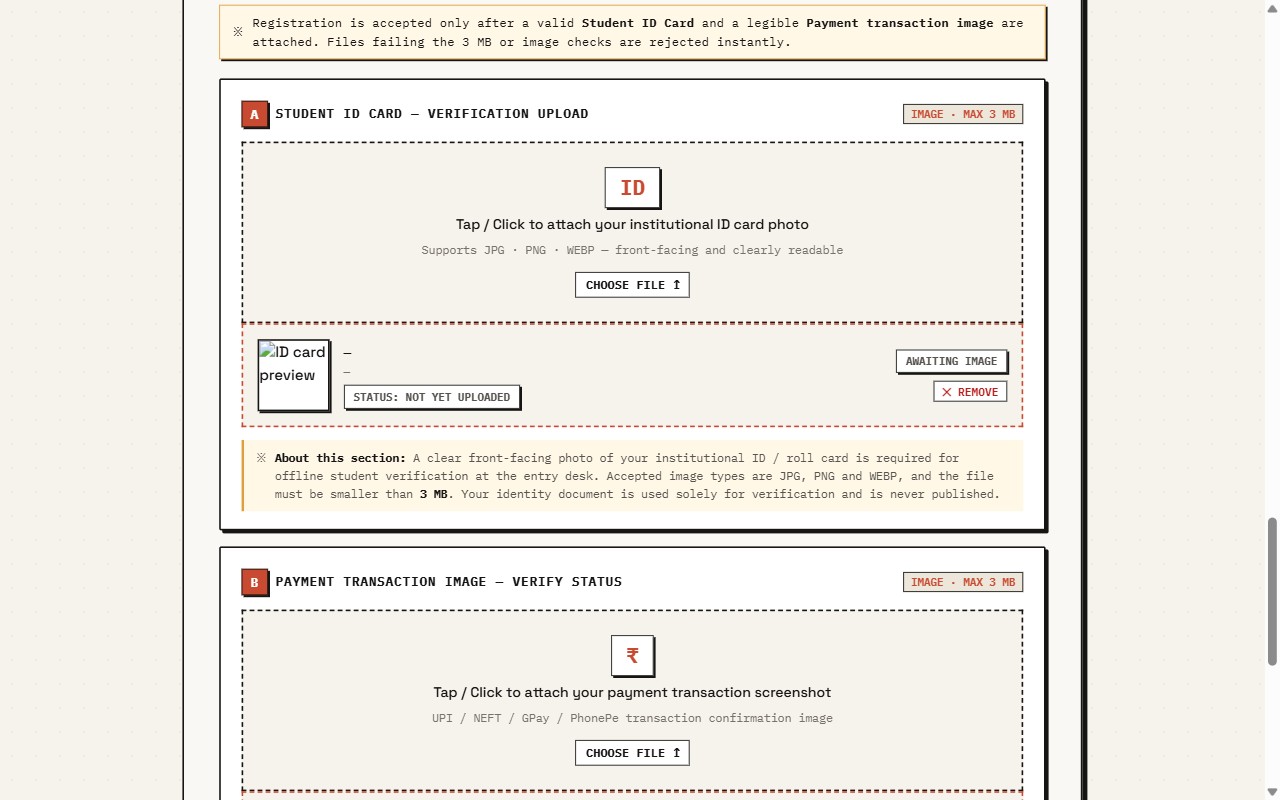 ※ Registration is accepted only after a valid Student ID Card and a legible Payment transaction image are
attached. Files failing the 3 MB or image checks are rejected instantly.
A STUDENT ID CARD — VERIFICATION UPLOAD
IMAGE · MAX 3 MB
ID
Tap / Click to attach your institutional ID card photo
Supports JPG · PNG · WEBP — front-facing and clearly readable
CHOOSE FILE ↥
ID card
preview
—
—
STATUS: NOT YET UPLOADED
AWAITING IMAGE
✕ REMOVE
※ About this section: A clear front-facing photo of your institutional ID / roll card is required for
offline student verification at the entry desk. Accepted image types are JPG, PNG and WEBP, and the file
must be smaller than 3 MB. Your identity document is used solely for verification and is never published.
B PAYMENT TRANSACTION IMAGE — VERIFY STATUS
IMAGE · MAX 3 MB
₹
Tap / Click to attach your payment transaction screenshot
UPI / NEFT / GPay / PhonePe transaction confirmation image
CHOOSE FILE ↥